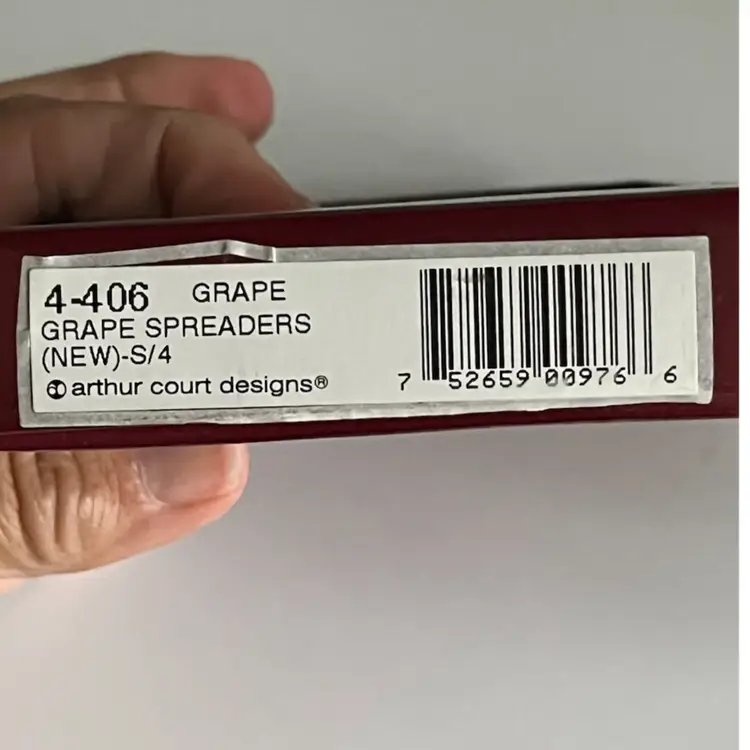 4-406 GRAPE
GRAPE SPREADERS
(NEW)-S/4
arthur court designs®
7 52659 00976 6